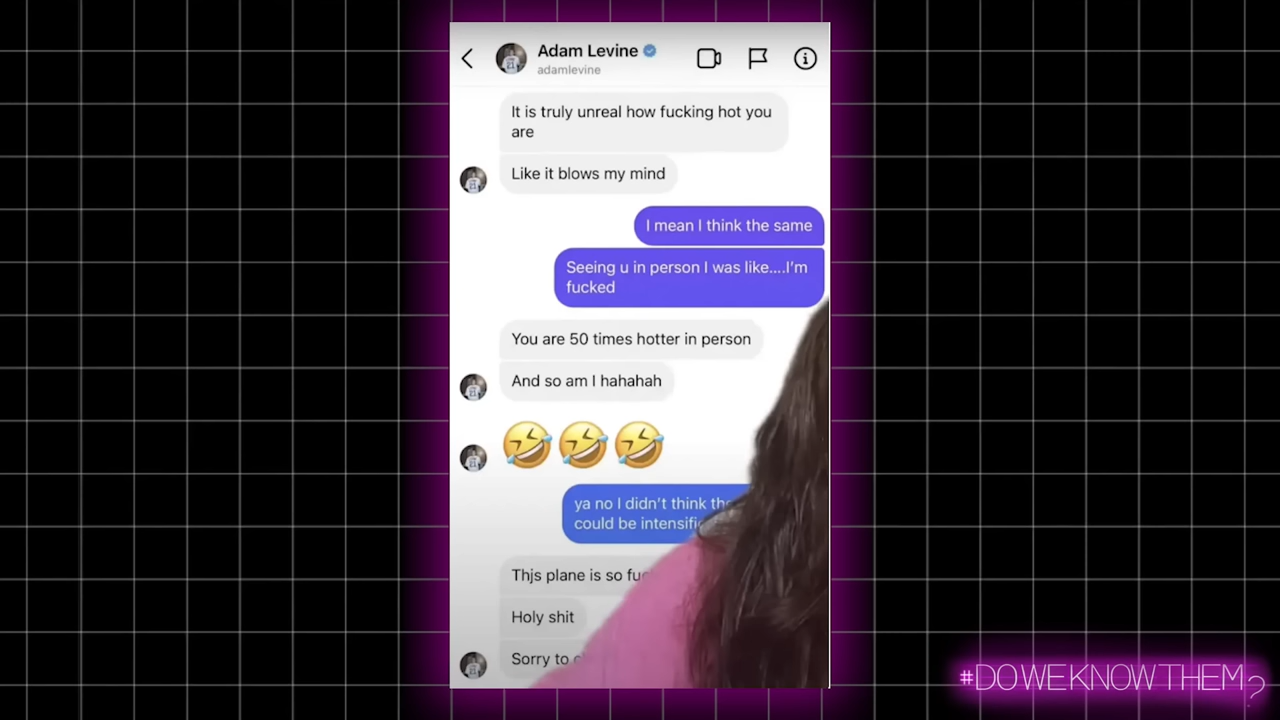 Adam Levine
adamlevine
It is truly unreal how fucking hot you
are
Like it blows my mind
I mean I think the same
Seeing u in person I was like....I'm
fucked
You are 50 times hotter in person
And so am I hahahah
🤣🤣🤣
ya no I didn't think
could be
Thjs plane is so
Holy shit
Sorry to
#DOWEKNOWTHEM?